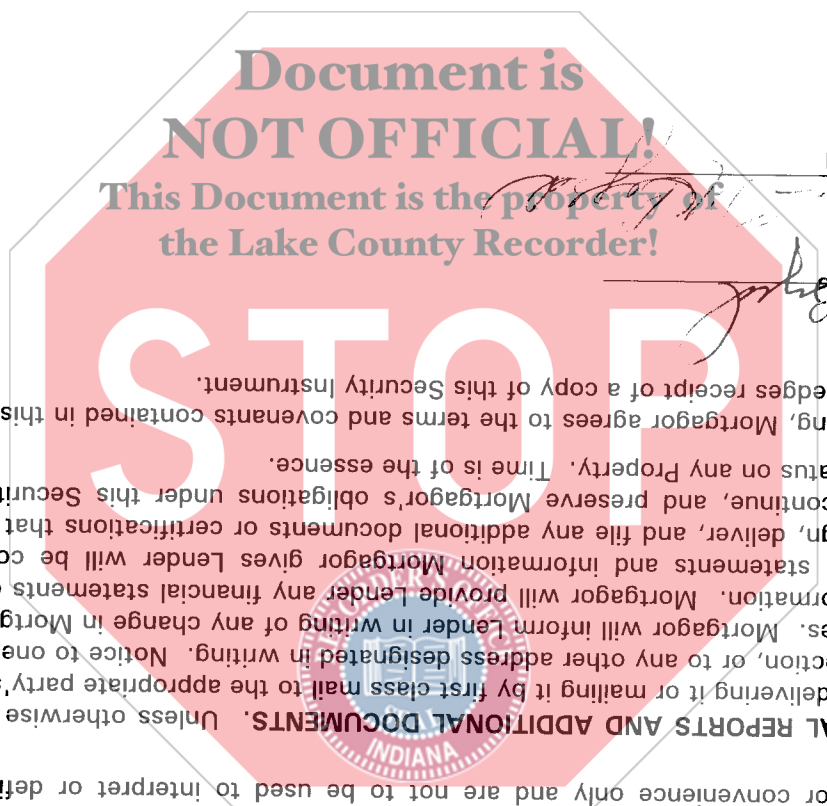 Document is
NOT OFFICIAL!
This Document is the property of
the Lake County Recorder!
STOP
RECORDER'S OFFICE
SEAL
INDIANA
or convenience only and are not to be used to interpret or defi
AL REPORTS AND ADDITIONAL DOCUMENTS. Unless otherwise
delivering it or mailing it by first class mail to the appropriate party's
ection, or to any other address designated in writing. Notice to one
es. Mortgagor will inform Lender in writing of any change in Mortg
ormation. Mortgagor will provide Lender any financial statements
statements and information Mortgagor gives Lender will be co
gn, deliver, and file any additional documents or certifications that
continue, and preserve Mortgagor's obligations under this Securit
atus on any Property. Time is of the essence.
ng, Mortgagor agrees to the terms and covenants contained in this
edges receipt of a copy of this Security Instrument.